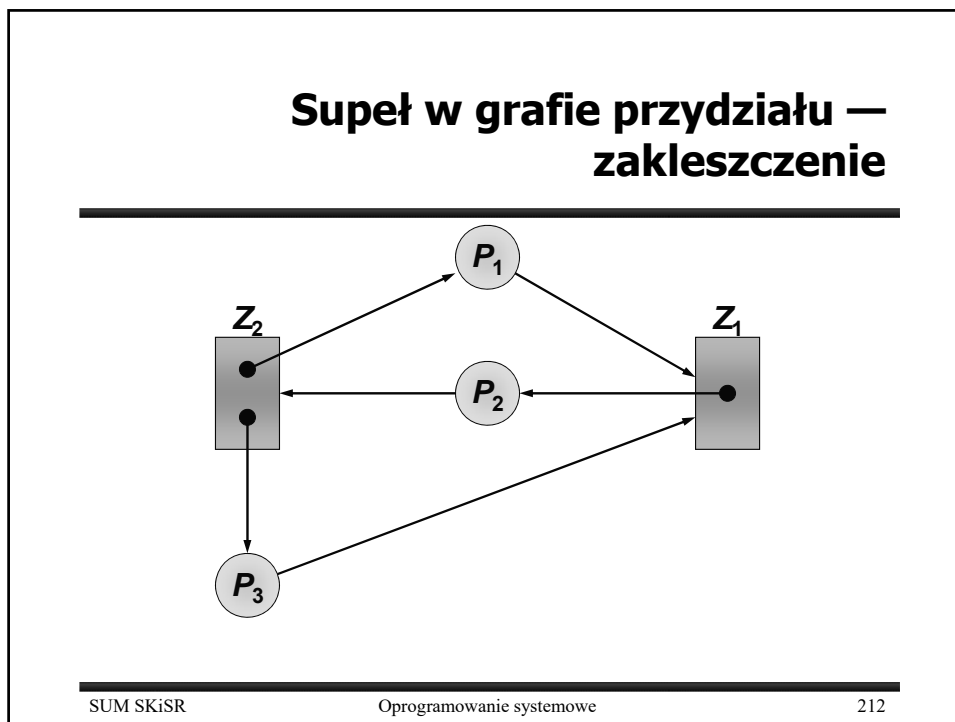 Supeł w grafie przydziału —
zakleszczenie
P1
Z2
Z1
P2
P3
SUM SKiSR
Oprogramowanie systemowe
212